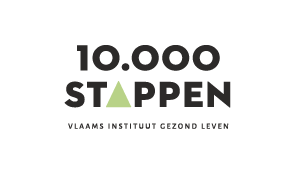 10.000
STAPPEN
VLAAMS INSTITUUT GEZOND LEVEN